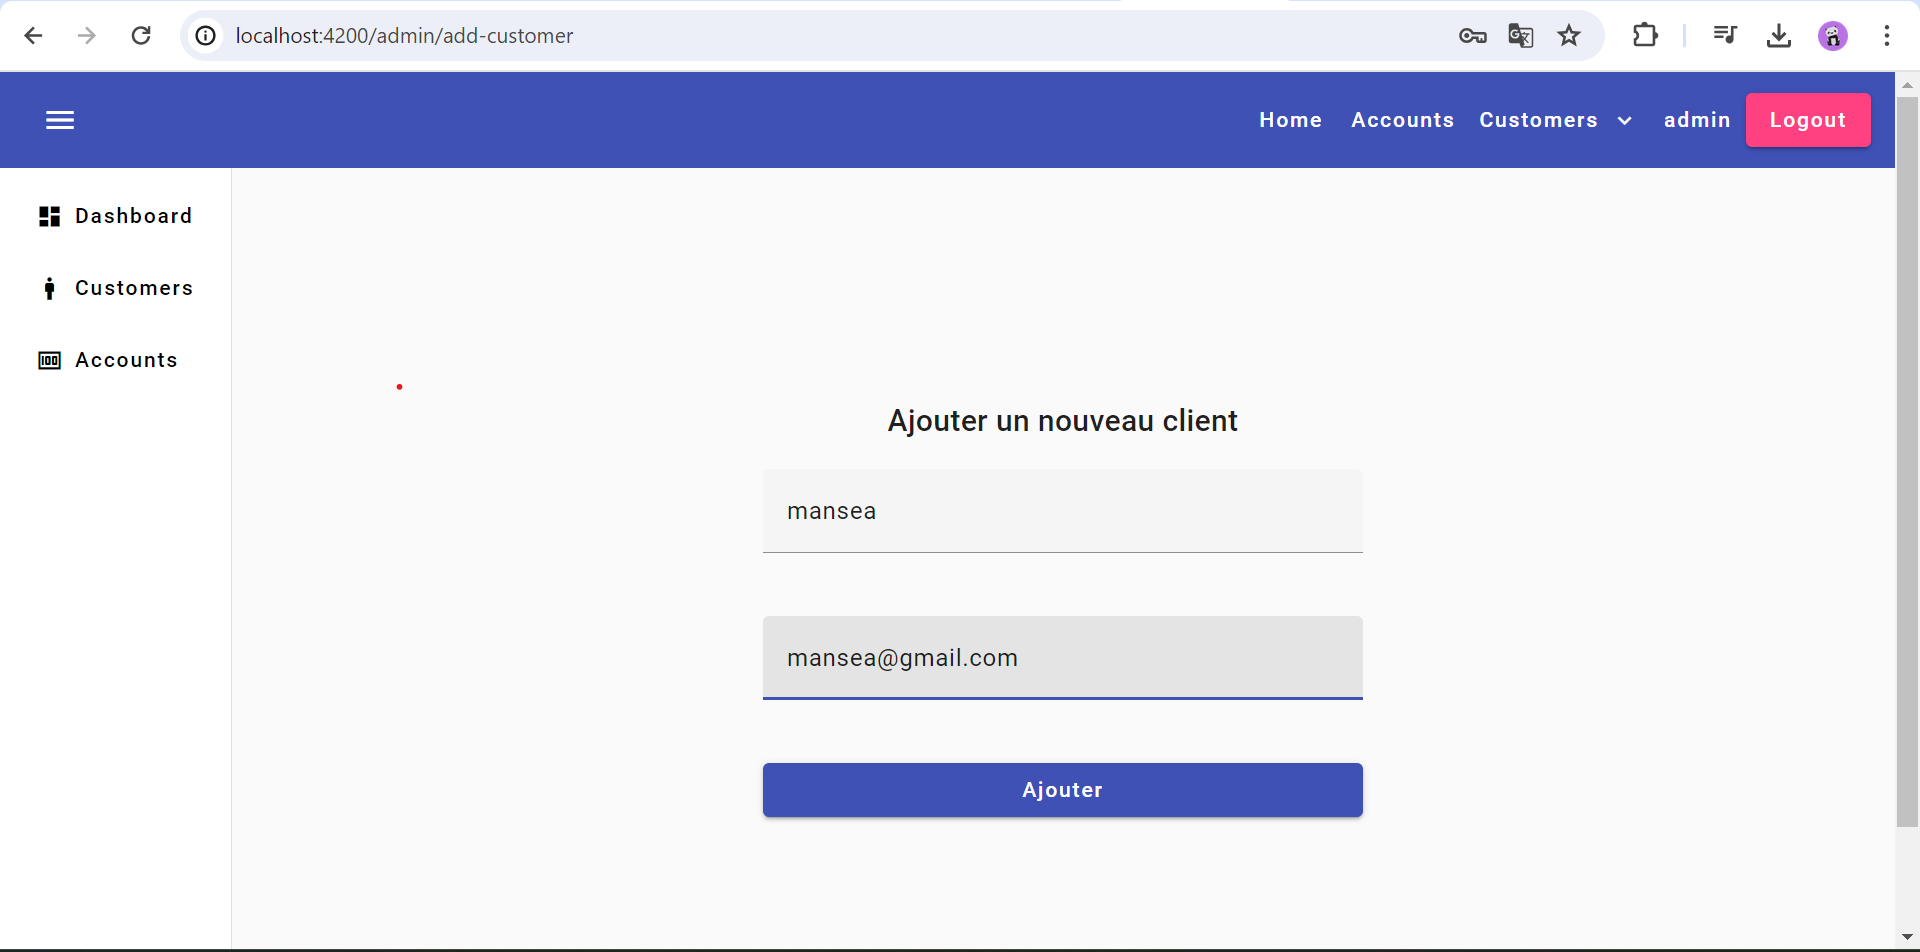 localhost:4200/admin/add-customer
Home Accounts Customers admin Logout
Dashboard
Customers
Accounts
Ajouter un nouveau client
mansea
mansea@gmail.com
Ajouter